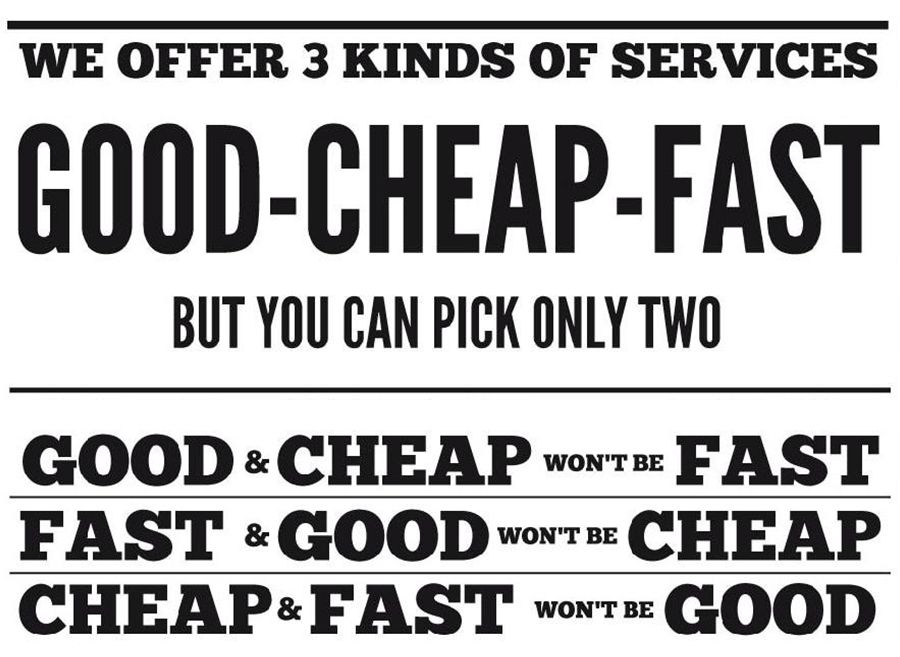 WE OFFER 3 KINDS OF SERVICES
GOOD-CHEAP-FAST
BUT YOU CAN PICK ONLY TWO
GOOD & CHEAP WON'T BE FAST
FAST & GOOD WON'T BE CHEAP
CHEAP & FAST WON'T BE GOOD